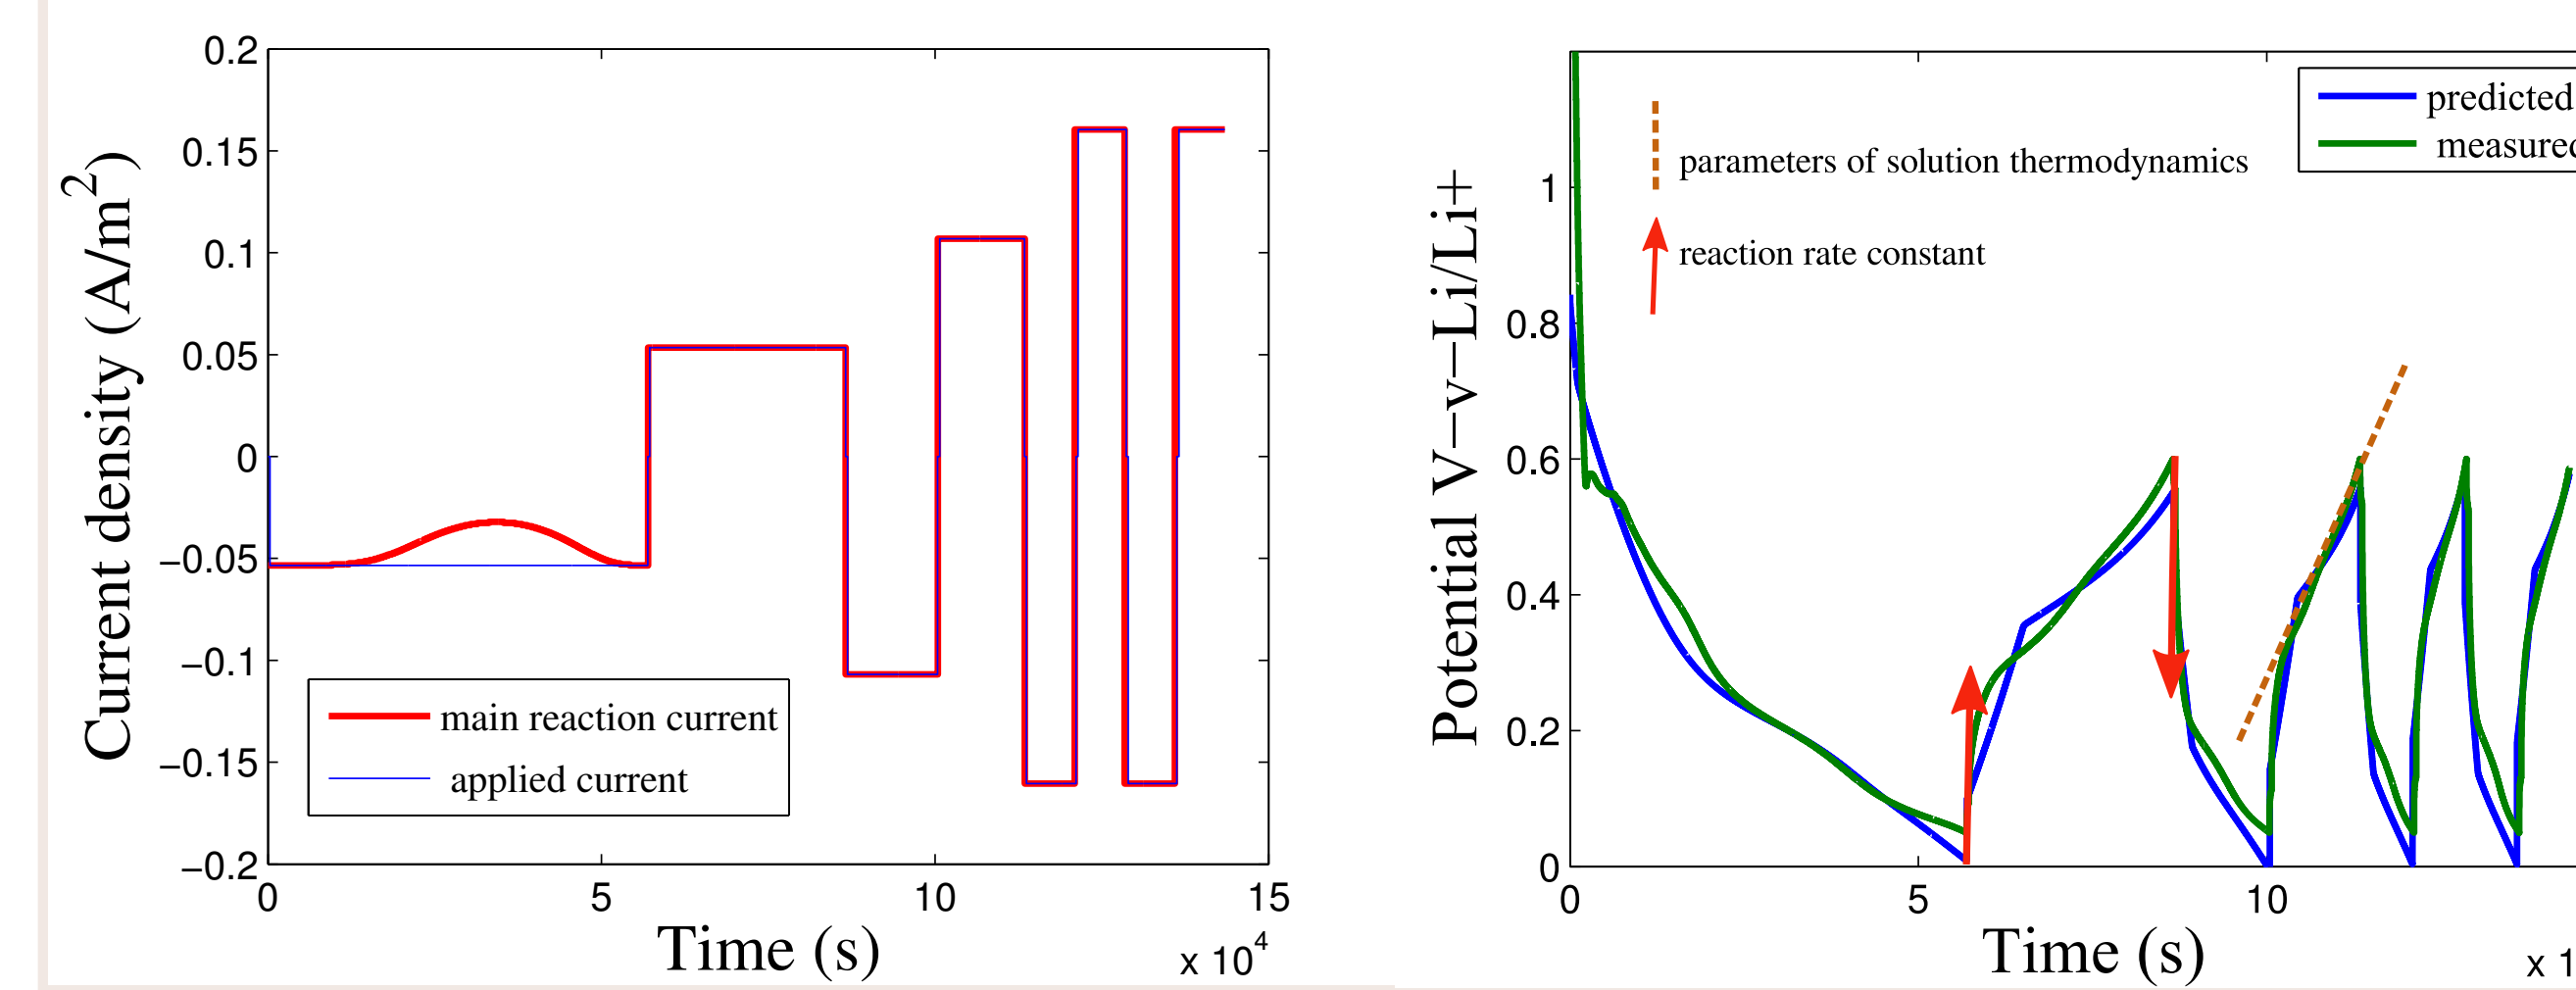 0.2
0.15
0.1
0.05
0
−0.05
−0.1
−0.15
−0.2
Current density (A/m2)
main reaction current
applied current
0 5 10 15
Time (s)
x 10^4
predicted
measured
parameters of solution thermodynamics
reaction rate constant
1
0.8
0.6
0.4
0.2
0
Potential V−v−Li/Li+
0 5 10
Time (s)
x 1